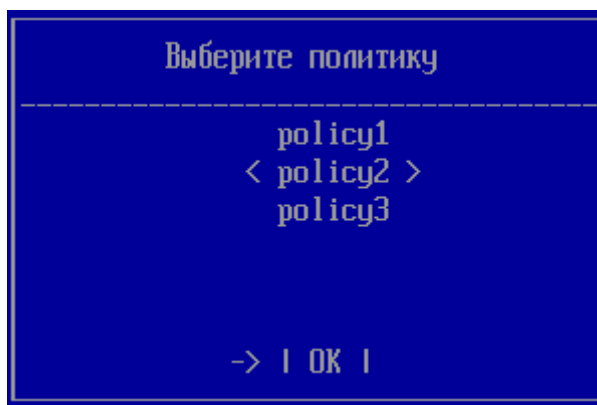 Выберите политику
policy1
< policy2 >
policy3
-> | OK |